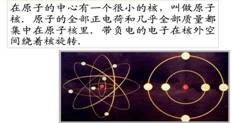 在原子的中心有一个很小的核，叫做原子
核．原子的全部正电荷和几乎全部质量都
集中在原子核里．带负电的电子在核外空
间绕着核旋转．